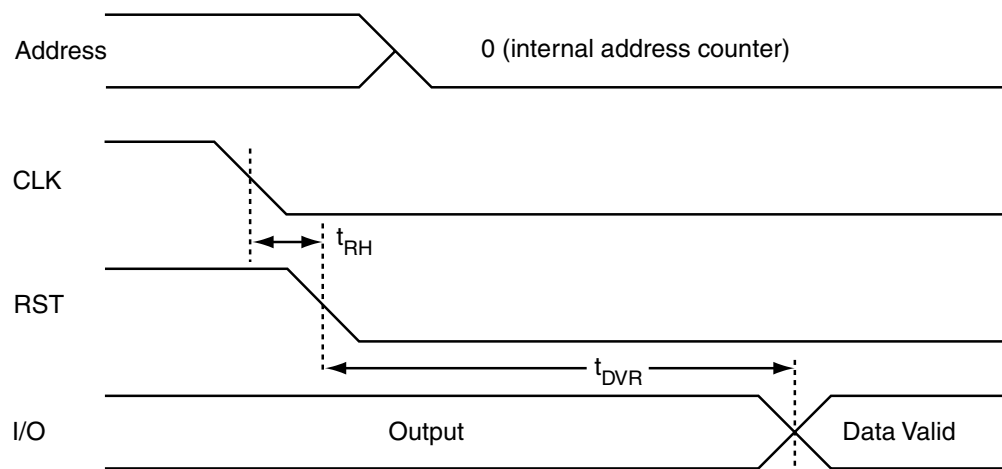 Address
0 (internal address counter)
CLK
tRH
RST
tDVR
I/O
Output
Data Valid